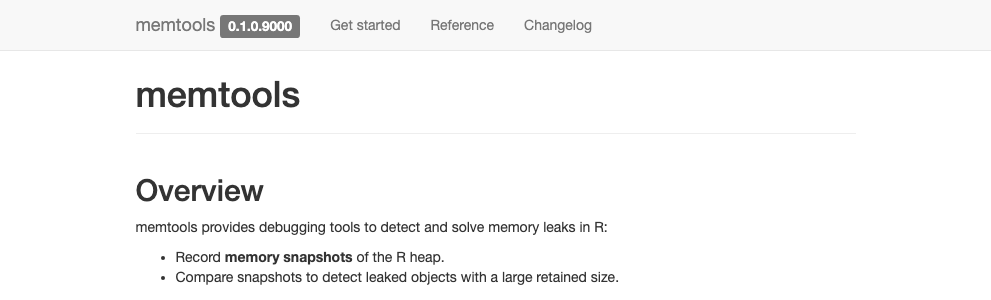 memtools 0.1.0.9000 Get started Reference Changelog
memtools
Overview
memtools provides debugging tools to detect and solve memory leaks in R:
• Record memory snapshots of the R heap.
• Compare snapshots to detect leaked objects with a large retained size.